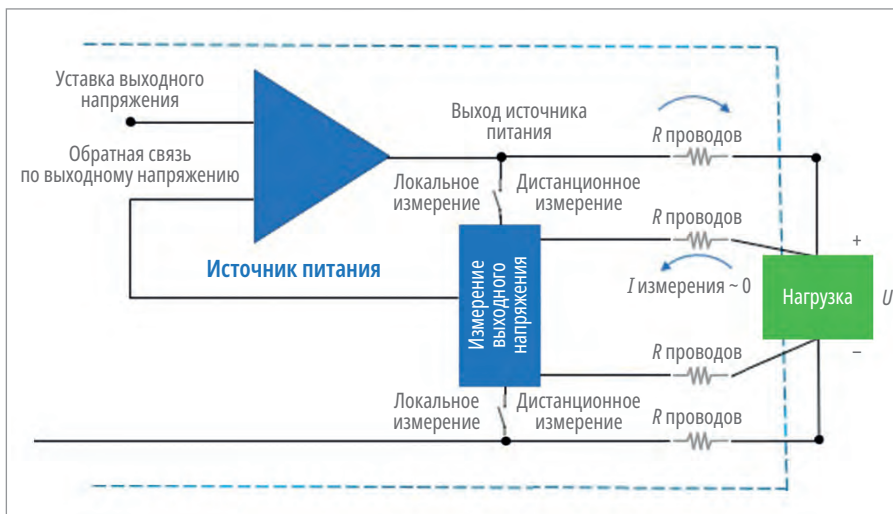 Уставка выходного
напряжения
Обратная связь
по выходному напряжению
Источник питания
Выход источника
питания
Локальное
измерение
Дистанционное
измерение
R проводов
R проводов
I измерения ~ 0
Измерение
выходного
напряжения
+
Нагрузка
U
–
R проводов
Локальное
измерение
Дистанционное
измерение
R проводов